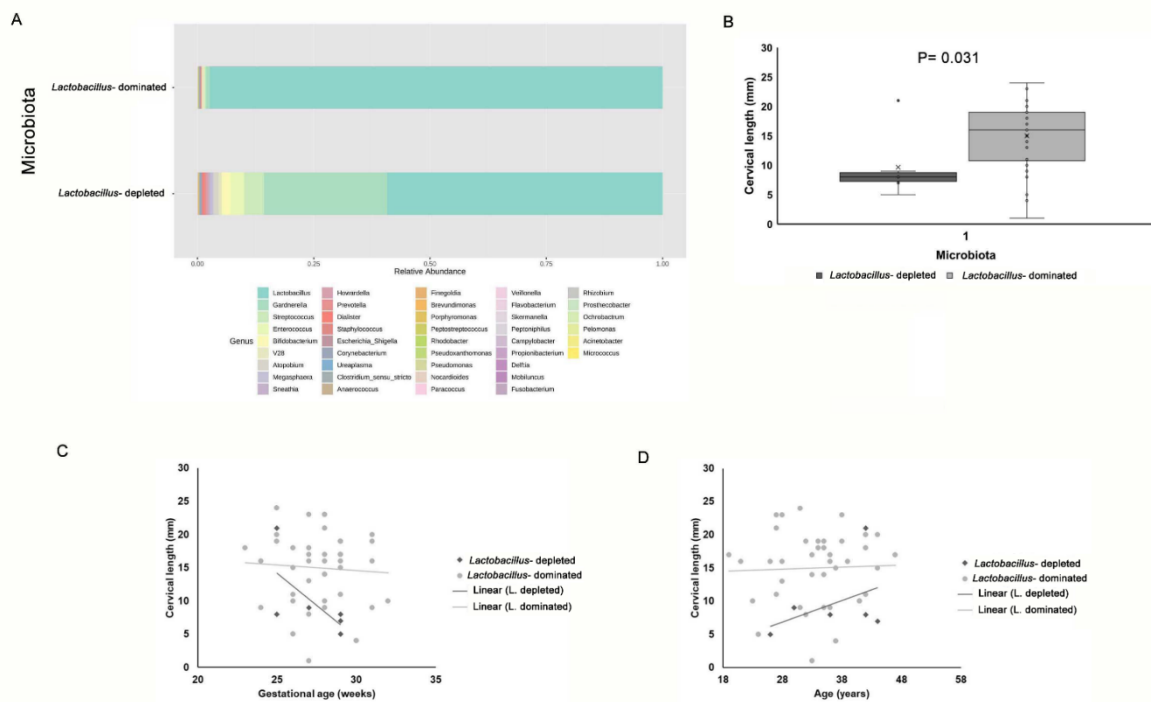 A
Microbiota
Lactobacillus- dominated
Lactobacillus- depleted
0.00 0.25 0.50 0.75 1.00
Relative Abundance
Genus
Lactobacillus Howardella Finegoldia Veillonella Rhizobium
Gardnerella Prevotella Brevundimonas Flavobacterium Prosthecobacter
Streptococcus Dialister Porphyromonas Skermanella Ochrobactrum
Enterococcus Staphylococcus Peptostreptococcus Peptoniphilus Pelomonas
Bifidobacterium Escherichia_Shigella Rhodobacter Campylobacter Acinetobacter
V28 Corynebacterium Pseudoxanthomonas Propionibacterium Micrococcus
Atopobium Ureaplasma Pseudomonas Delftia
Megasphaera Clostridium_sensu_stricto Nocardioides Mobiluncus
Sneathia Anaerococcus Paracoccus Fusobacterium
B
P= 0.031
Cervical length (mm)
30
25
20
15
10
5
0
1
Microbiota
Lactobacillus- depleted Lactobacillus- dominated
C
Cervical length (mm)
30
25
20
15
10
5
0
20 25 30 35
Gestational age (weeks)
Lactobacillus- depleted
Lactobacillus- dominated
Linear (L. depleted)
Linear (L. dominated)
D
Cervical length (mm)
30
25
20
15
10
5
0
18 28 38 48 58
Age (years)
Lactobacillus- depleted
Lactobacillus- dominated
Linear (L. depleted)
Linear (L. dominated)